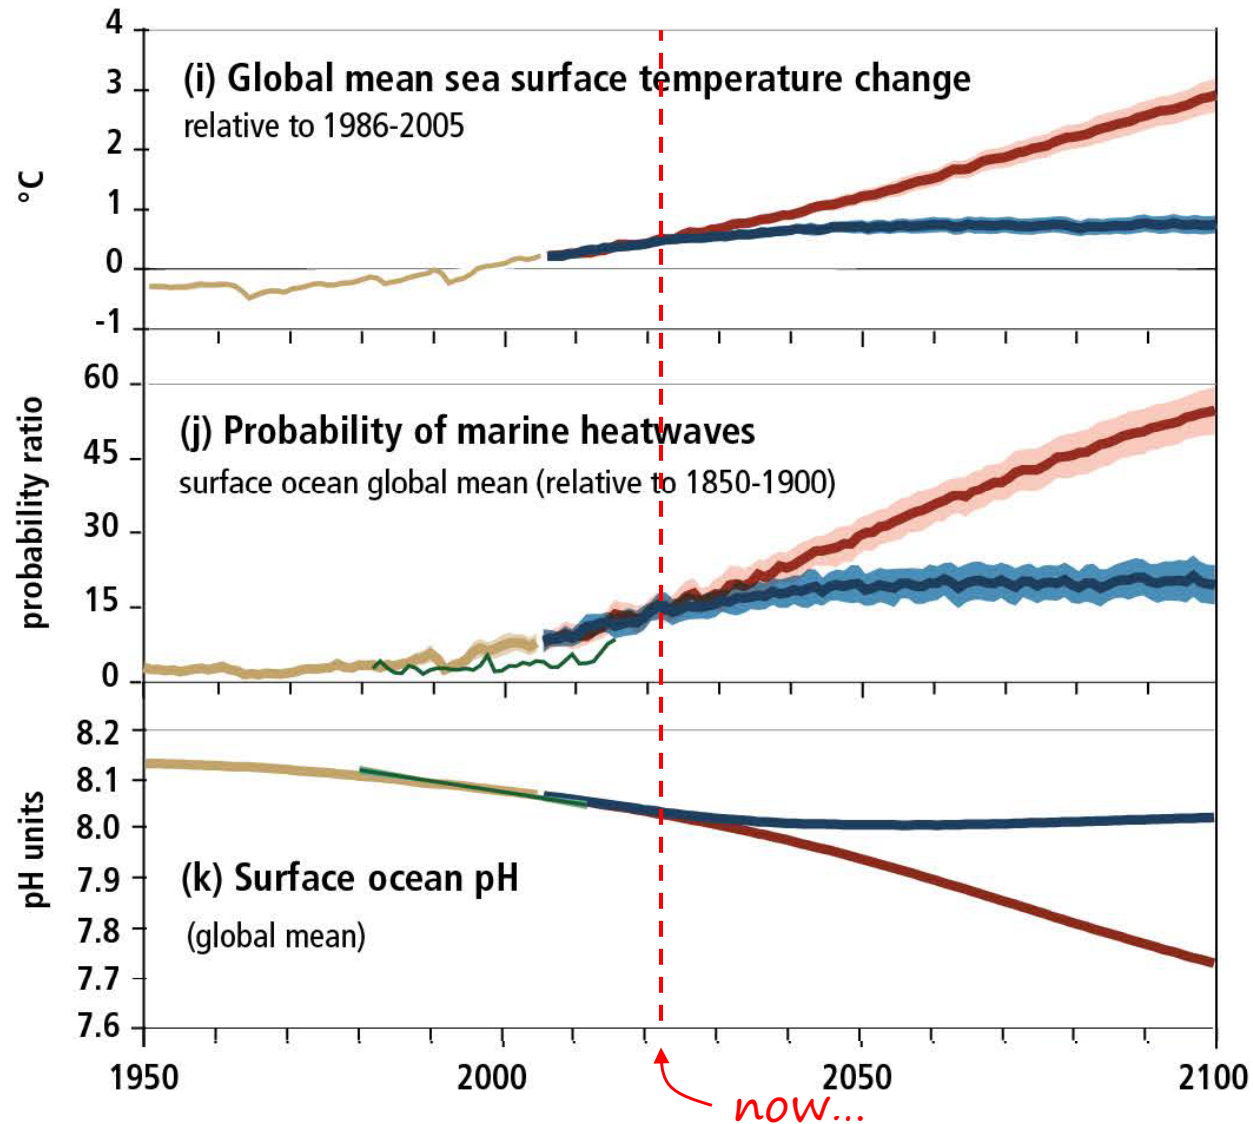 4
3
2
1
0
-1
°C
(i) Global mean sea surface temperature change
relative to 1986-2005
60
45
30
15
0
probability ratio
(j) Probability of marine heatwaves
surface ocean global mean (relative to 1850-1900)
8.2
8.1
8.0
7.9
7.8
7.7
7.6
pH units
(k) Surface ocean pH
(global mean)
1950 2000 2050 2100
now...